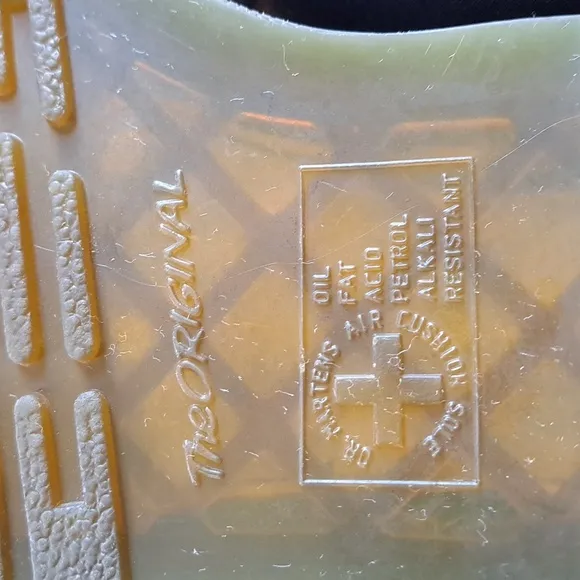 The ORIGINAL
OIL
FAT
ACID
PETROL
ALKALI
RESISTANT
DR. MARTENS AIR CUSHION SOLE